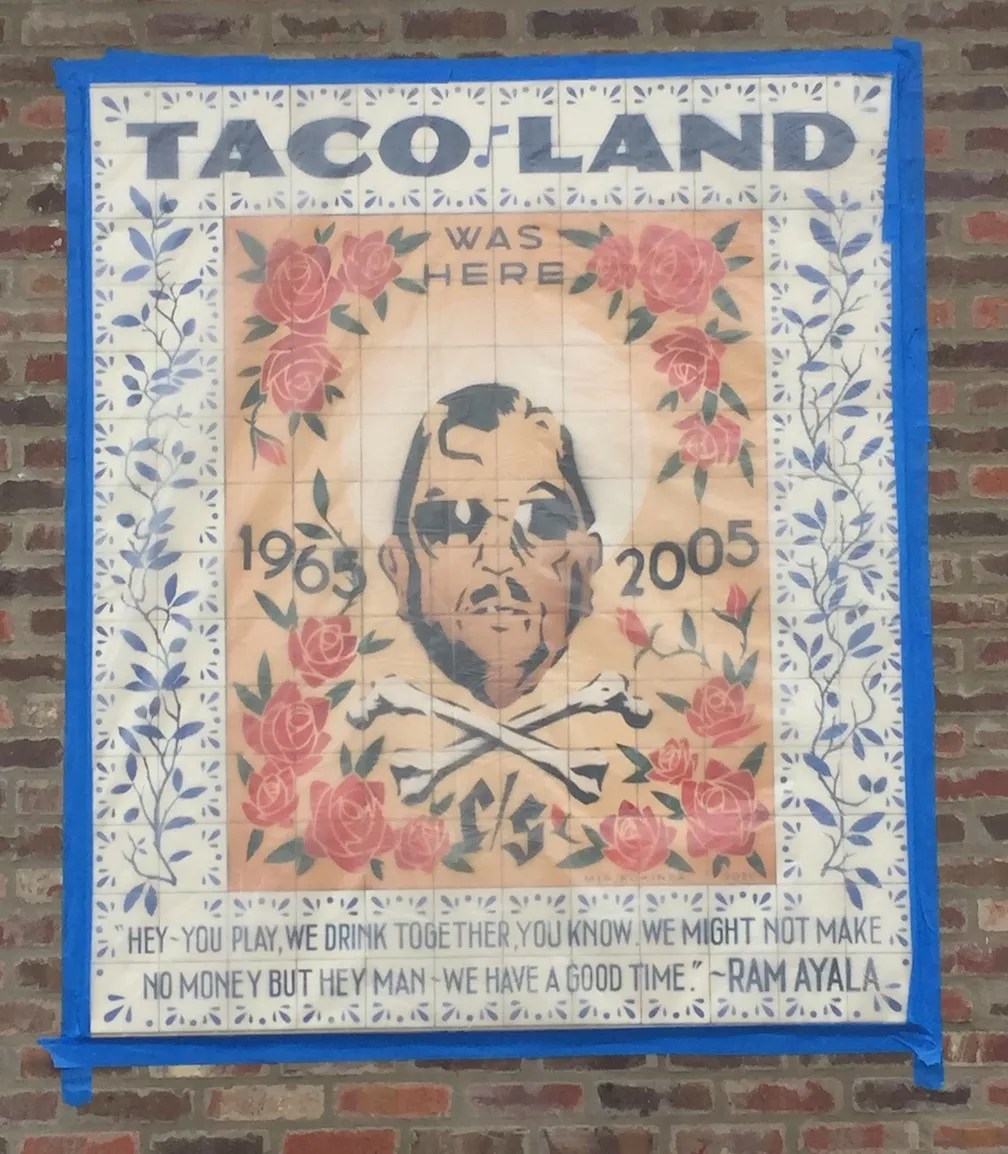 TACO LAND
WAS
HERE
1965 2005
C/S
"HEY~YOU PLAY, WE DRINK TOGETHER, YOU KNOW. WE MIGHT NOT MAKE
NO MONEY BUT HEY MAN~WE HAVE A GOOD TIME." ~RAM AYALA